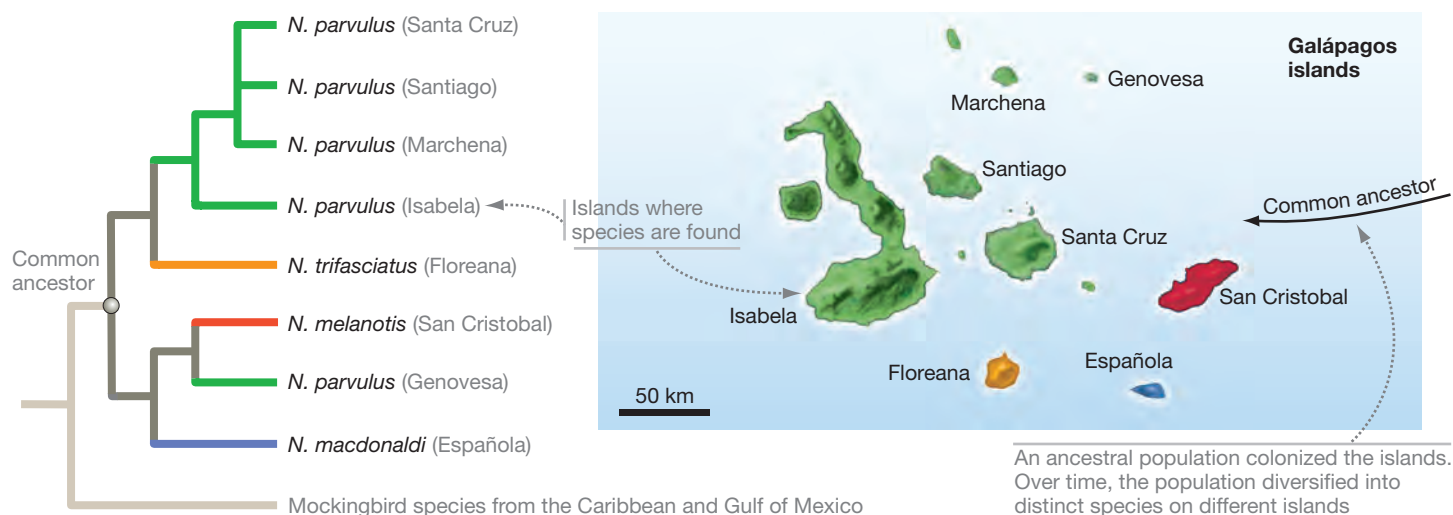 N. parvulus (Santa Cruz)
N. parvulus (Santiago)
N. parvulus (Marchena)
N. parvulus (Isabela)
N. trifasciatus (Floreana)
Common
ancestor
N. melanotis (San Cristobal)
N. parvulus (Genovesa)
N. macdonaldi (Española)
Mockingbird species from the Caribbean and Gulf of Mexico
Islands where
species are found
Galápagos
islands
Genovesa
Marchena
Santiago
Common ancestor
Santa Cruz
San Cristobal
Isabela
Floreana
Española
50 km
An ancestral population colonized the islands.
Over time, the population diversified into
distinct species on different islands